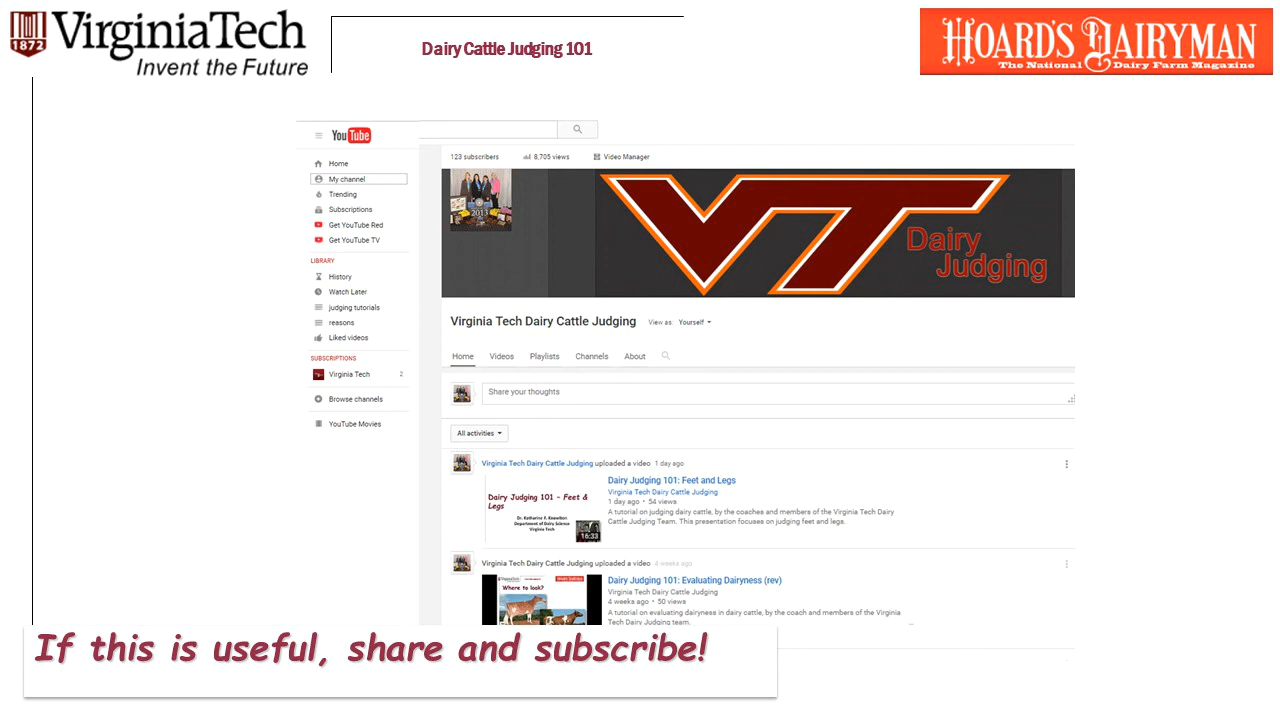 1872 VirginiaTech
Invent the Future
Dairy Cattle Judging 101
HOARD'S DAIRYMAN
The National Dairy Farm Magazine
YouTube
Home
My channel
Trending
Subscriptions
Get YouTube Red
Get YouTube TV
LIBRARY
History
Watch Later
judging tutorials
reasons
Liked videos
SUBSCRIPTIONS
Virginia Tech 2
Browse channels
YouTube Movies
123 subscribers 8,705 views Video Manager
2013
VT
Dairy
Judging
Virginia Tech Dairy Cattle Judging View as: Yourself
Home Videos Playlists Channels About
Share your thoughts
All activities
Virginia Tech Dairy Cattle Judging uploaded a video 1 day ago
Dairy Judging 101 - Feet &
Legs
Dr. Katharine F. Knowlton
Department of Dairy Science
Virginia Tech
16:33
Dairy Judging 101: Feet and Legs
Virginia Tech Dairy Cattle Judging
1 day ago • 54 views
A tutorial on judging dairy cattle, by the coaches and members of the Virginia Tech Dairy
Cattle Judging Team. This presentation focuses on judging feet and legs.
Virginia Tech Dairy Cattle Judging uploaded a video 4 weeks ago
VirginiaTech
Where to look?
Dairy Judging 101: Evaluating Dairyness (rev)
Virginia Tech Dairy Cattle Judging
4 weeks ago • 50 views
A tutorial on evaluating dairyness in dairy cattle, by the coach and members of the Virginia
Tech Dairy Judging team.
If this is useful, share and subscribe!